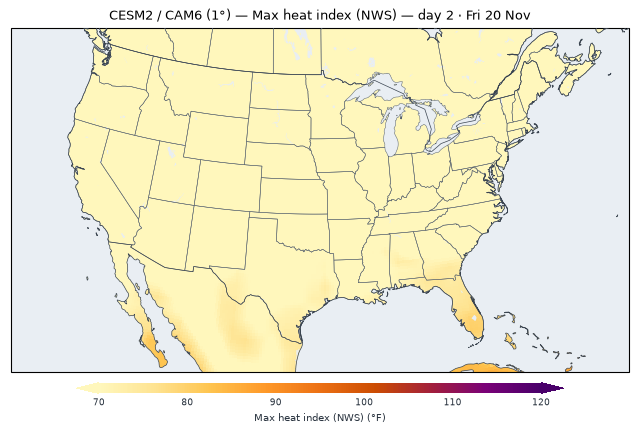 CESM2 / CAM6 (1°) — Max heat index (NWS) — day 2 · Fri 20 Nov
70 80 90 100 110 120
Max heat index (NWS) (°F)